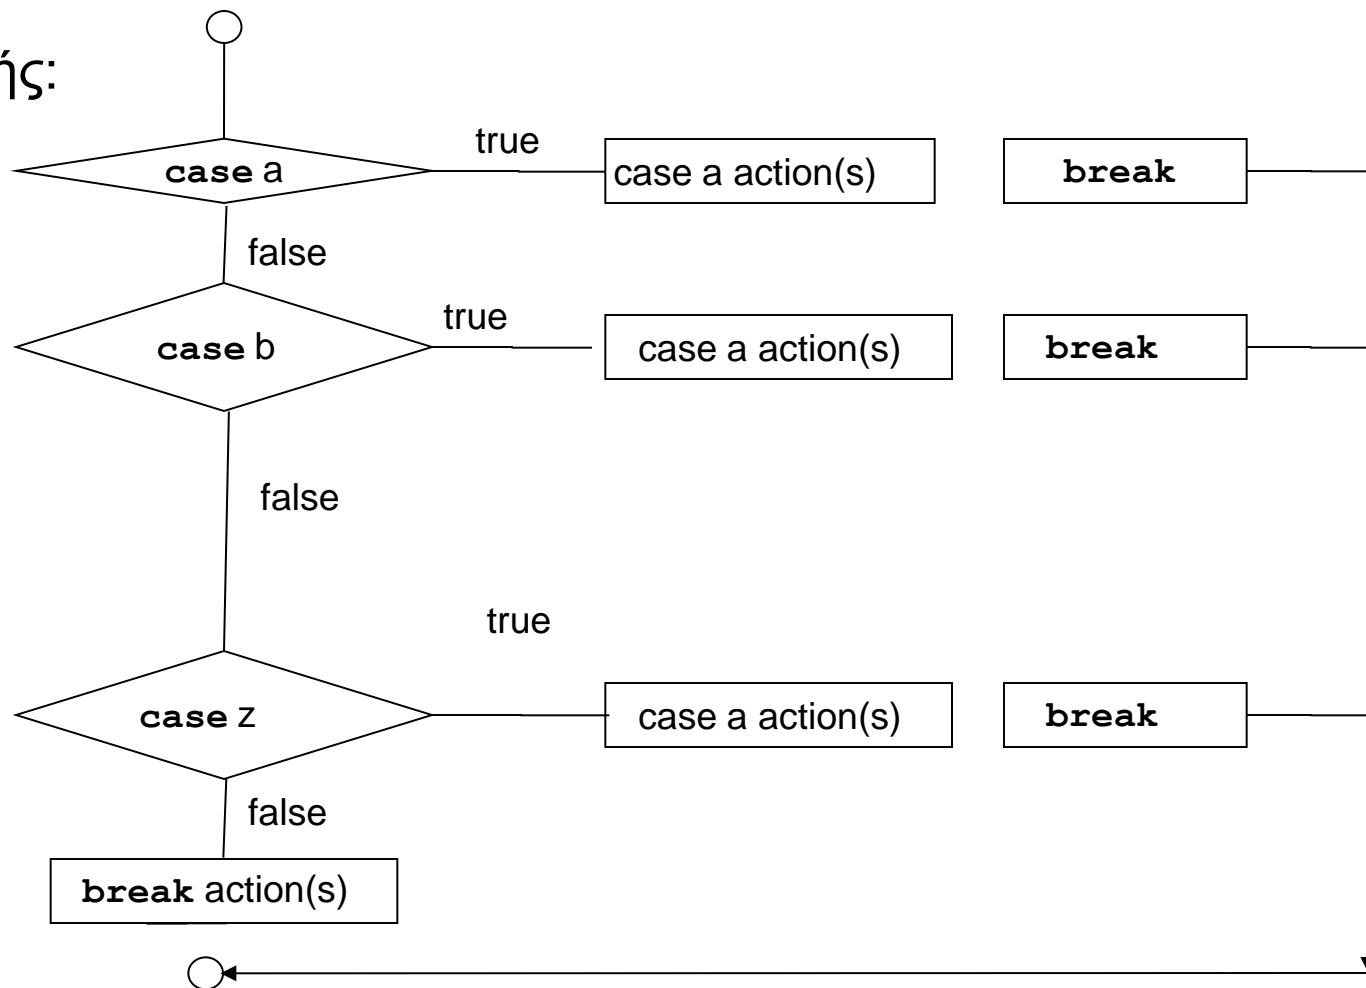 ής:
true
case a
case a action(s)
break
false
true
case b
case a action(s)
break
false
true
case z
case a action(s)
break
false
break action(s)